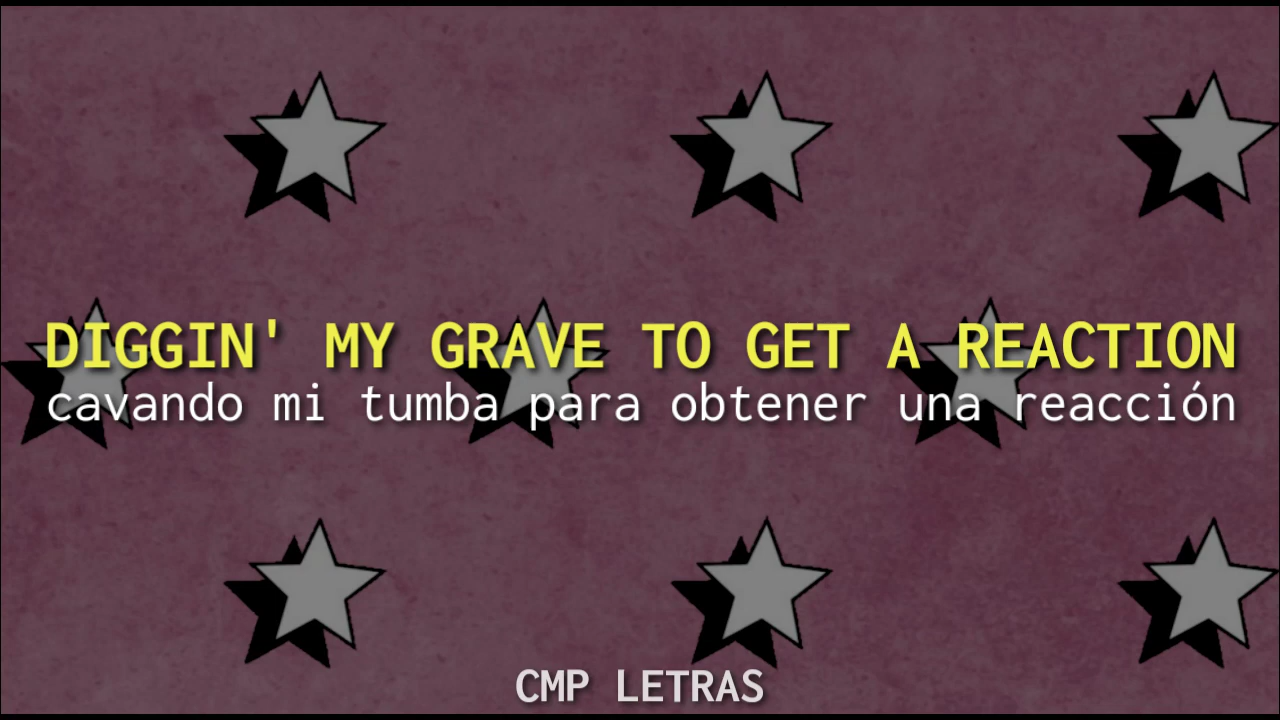 DIGGIN' MY GRAVE TO GET A REACTION
cavando mi tumba para obtener una reacción
CMP LETRAS